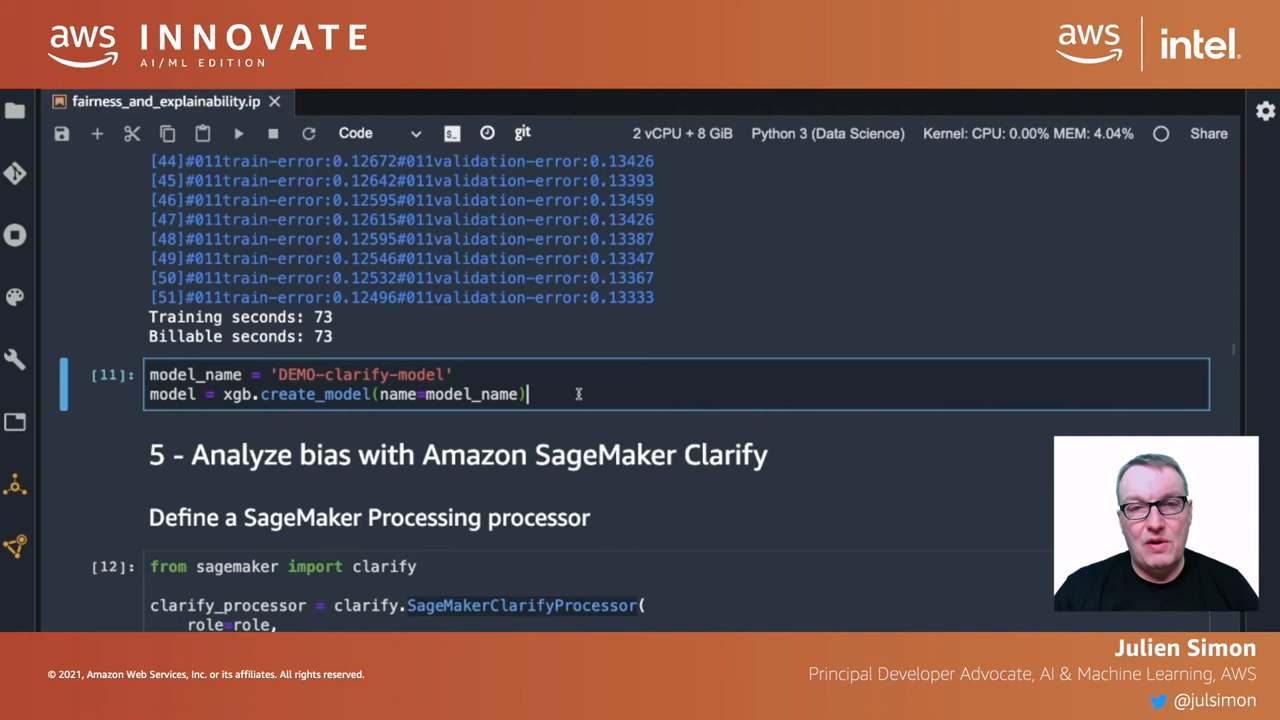 aws INNOVATE
AI/ML EDITION
aws intel.
fairness_and_explainability.ip
Code
git
2 vCPU + 8 GiB
Python 3 (Data Science)
Kernel: CPU: 0.00% MEM: 4.04%
Share
[44]#011train-error:0.12672#011validation-error:0.13426
[45]#011train-error:0.12642#011validation-error:0.13393
[46]#011train-error:0.12595#011validation-error:0.13459
[47]#011train-error:0.12615#011validation-error:0.13426
[48]#011train-error:0.12595#011validation-error:0.13387
[49]#011train-error:0.12546#011validation-error:0.13347
[50]#011train-error:0.12532#011validation-error:0.13367
[51]#011train-error:0.12496#011validation-error:0.13333
Training seconds: 73
Billable seconds: 73
[11]: model_name = 'DEMO-clarify-model'
model = xgb.create_model(name=model_name)
5 - Analyze bias with Amazon SageMaker Clarify
Define a SageMaker Processing processor
[12]: from sagemaker import clarify
clarify_processor = clarify.SageMakerClarifyProcessor(
role=role,
Julien Simon
© 2021, Amazon Web Services, Inc. or its affiliates. All rights reserved.
Principal Developer Advocate, AI & Machine Learning, AWS
@julsimon